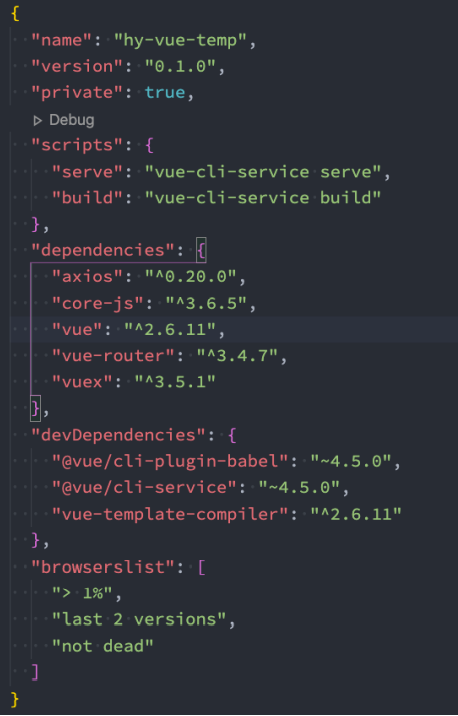 {
"name": "hy-vue-temp",
"version": "0.1.0",
"private": true,
Debug
"scripts": {
"serve": "vue-cli-service serve",
"build": "vue-cli-service build"
},
"dependencies": {
"axios": "^0.20.0",
"core-js": "^3.6.5",
"vue": "^2.6.11",
"vue-router": "^3.4.7",
"vuex": "^3.5.1"
},
"devDependencies": {
"@vue/cli-plugin-babel": "~4.5.0",
"@vue/cli-service": "~4.5.0",
"vue-template-compiler": "^2.6.11"
},
"browserslist": [
"> 1%",
"last 2 versions",
"not dead"
]
}